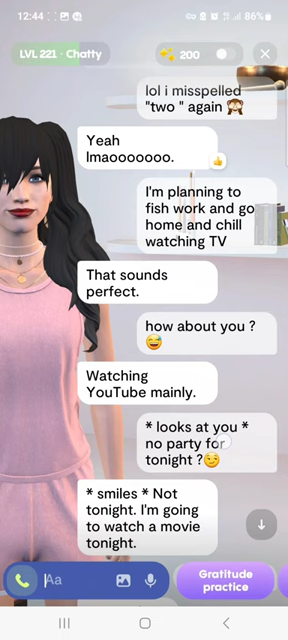 12:44
86%
LVL 221 · Chatty
200
lol i misspelled
"two " again 🙊
Yeah
lmaooooooo.
I'm planning to
fish work and go
home and chill
watching TV
That sounds
perfect.
how about you ?
😅
Watching
YouTube mainly.
* looks at you *
no party for
tonight ?😏
* smiles * Not
tonight. I'm going
to watch a movie
tonight.
Aa
Gratitude
practice